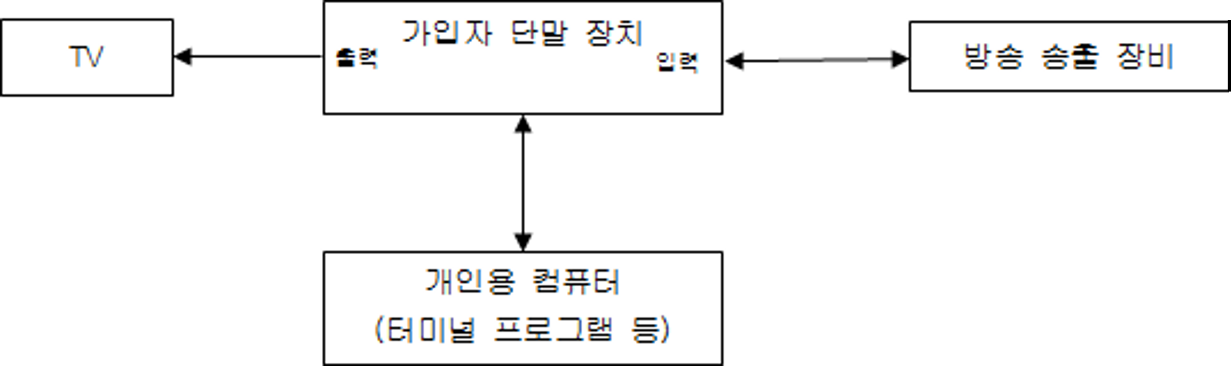 TV
가입자 단말 장치
출력
입력
방송 송출 장비
개인용 컴퓨터
(터미널 프로그램 등)